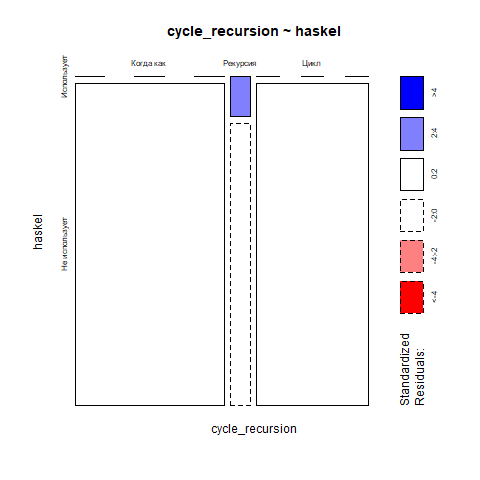 cycle_recursion ~ haskel
Когда как
Рекурсия
Цикл
Использует
Не использует
haskel
cycle_recursion
>4
2:4
0:2
-2:0
-4:-2
<-4
Standardized
Residuals: